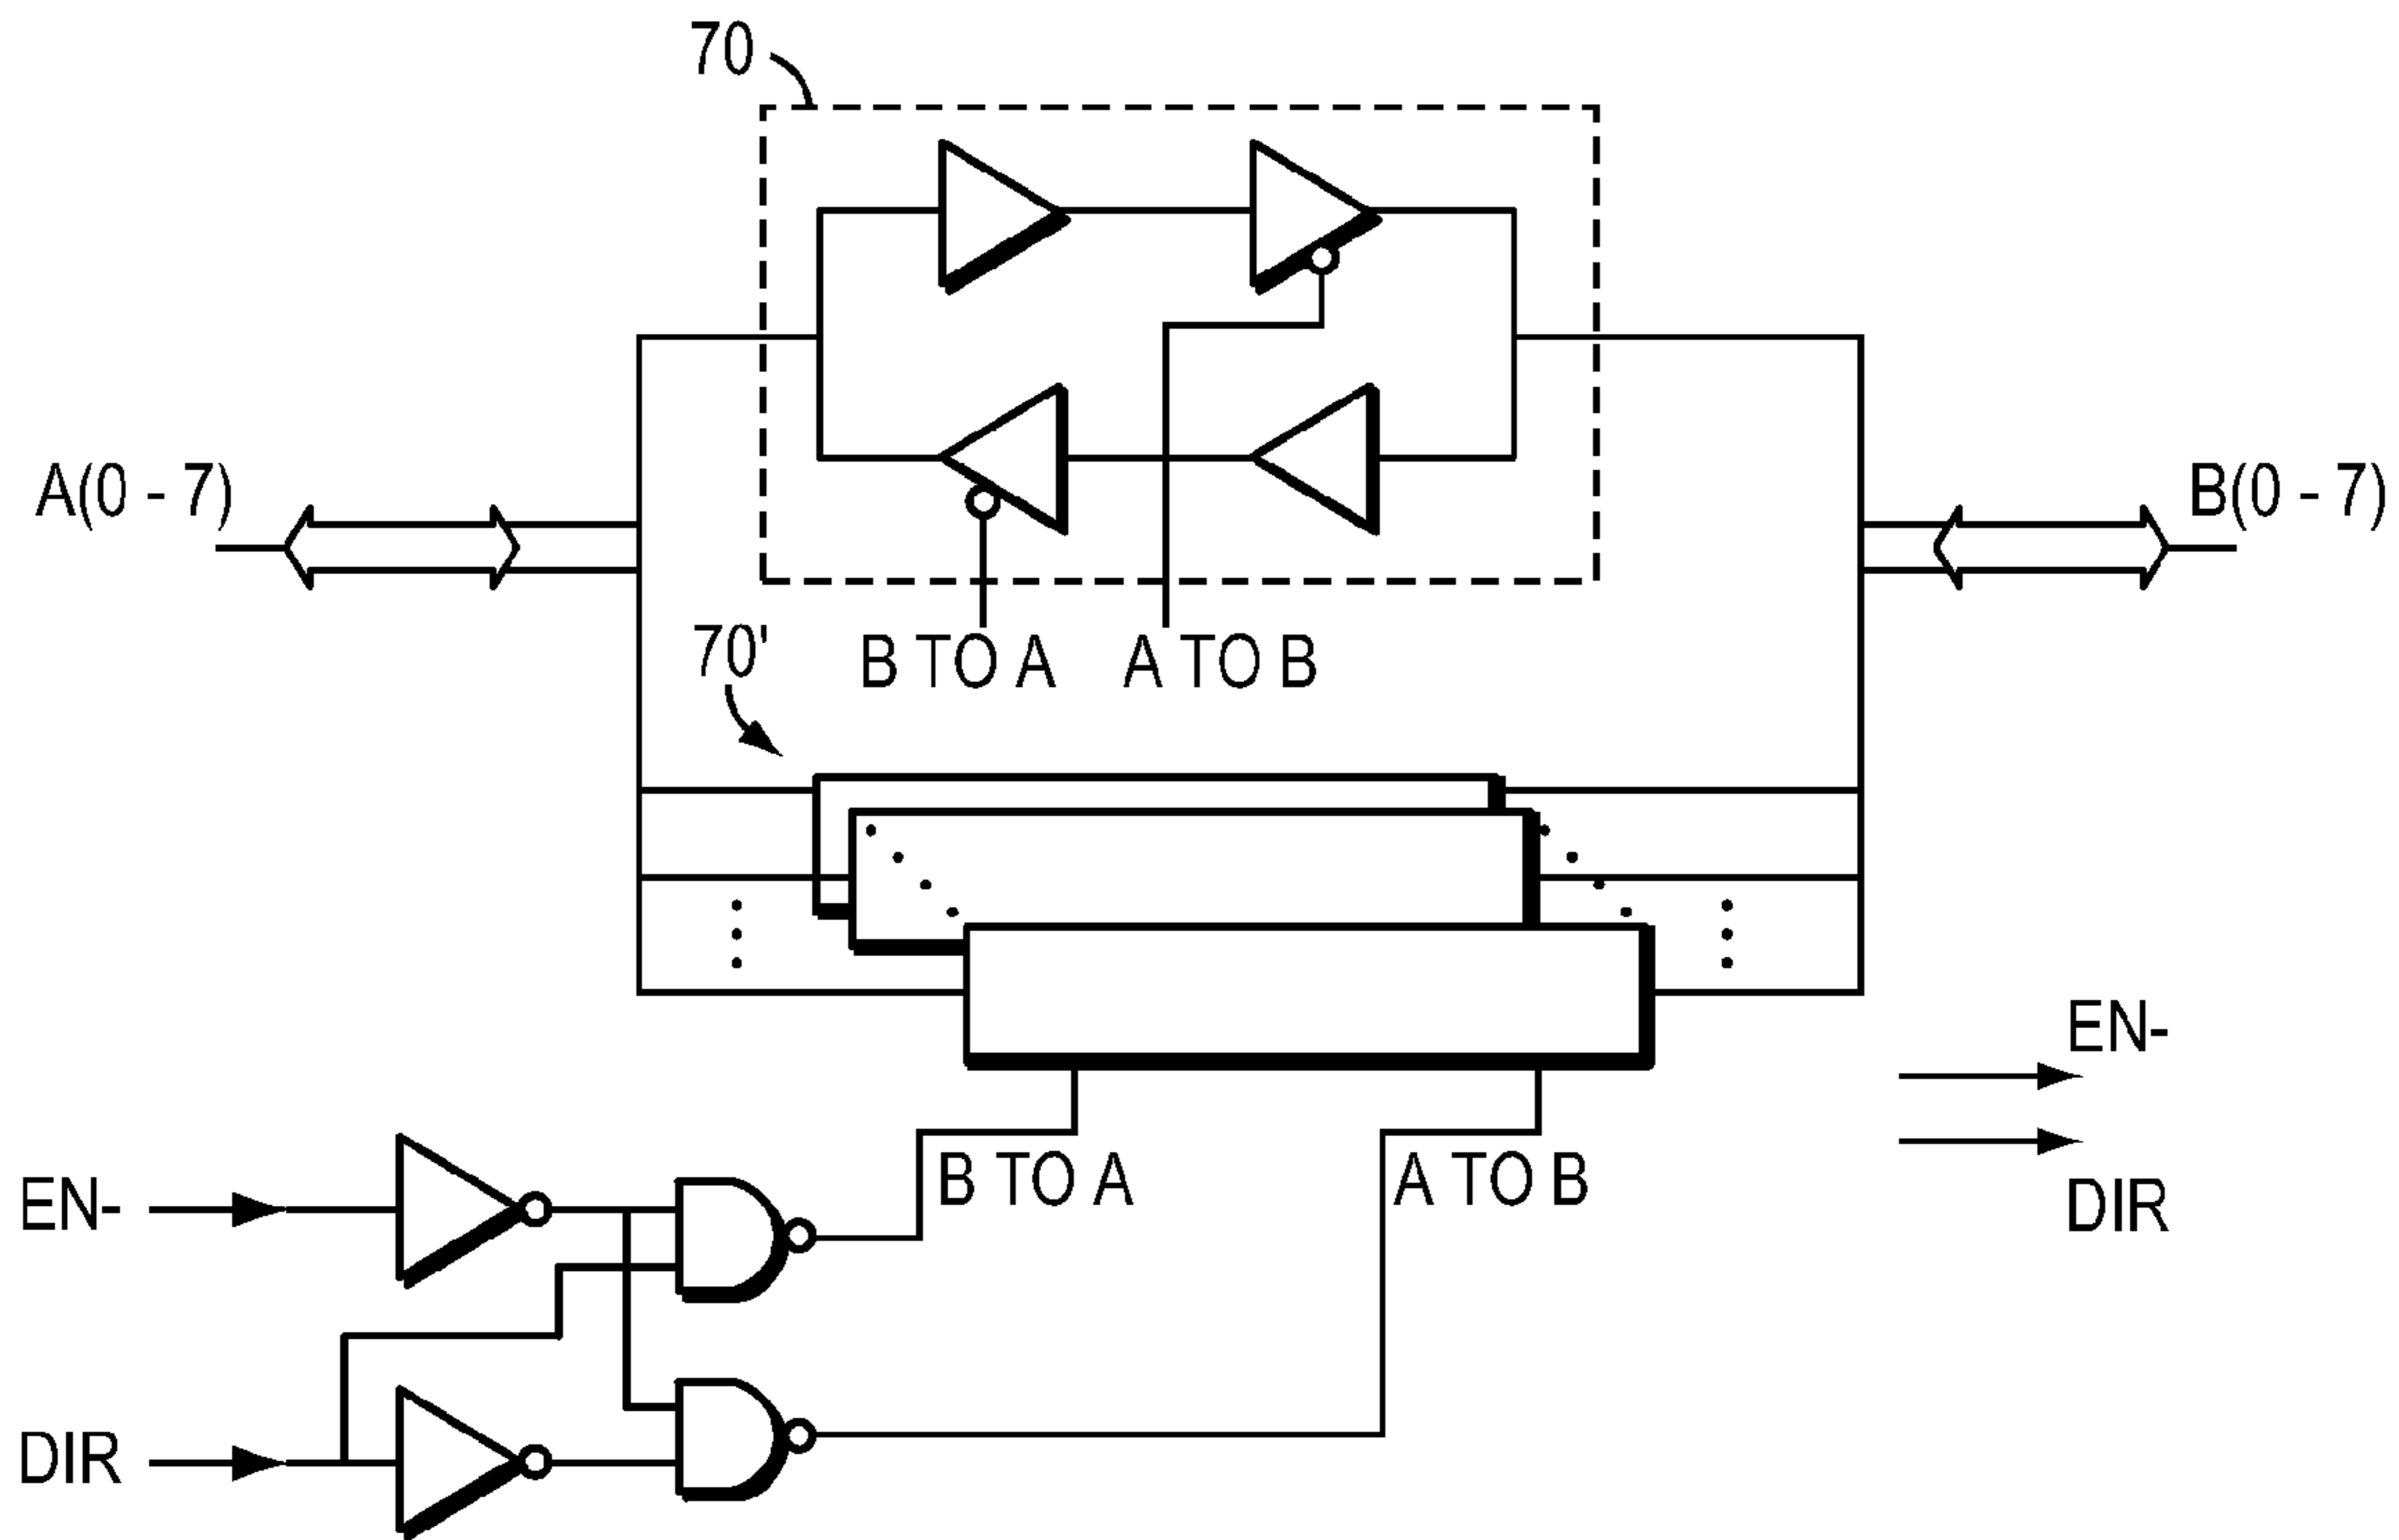 70
A(0 - 7)
B(0 - 7)
B TO A
A TO B
70'
EN-
DIR
B TO A
A TO B
EN-
DIR